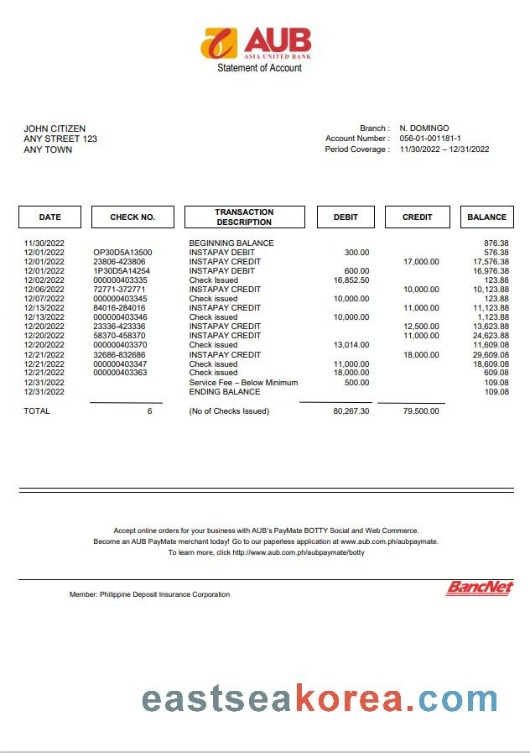 AUB
ASIA UNITED BANK
Statement of Account
JOHN CITIZEN
ANY STREET 123
ANY TOWN
Branch : N. DOMINGO
Account Number : 056-01-001181-1
Period Coverage : 11/30/2022 – 12/31/2022
DATE CHECK NO. TRANSACTION DESCRIPTION DEBIT CREDIT BALANCE
11/30/2022 BEGINNING BALANCE 876.38
12/01/2022 OP30D5A13500 INSTAPAY DEBIT 300.00 576.38
12/01/2022 23806-423806 INSTAPAY CREDIT 17,000.00 17,576.38
12/01/2022 1P30D5A14254 INSTAPAY DEBIT 600.00 16,976.38
12/02/2022 000000403335 Check Issued 16,852.50 123.88
12/06/2022 72771-372771 INSTAPAY CREDIT 10,000.00 10,123.88
12/07/2022 000000403345 Check issued 10,000.00 123.88
12/13/2022 84016-284016 INSTAPAY CREDIT 11,000.00 11,123.88
12/13/2022 000000403346 Check issued 10,000.00 1,123.88
12/20/2022 23336-423336 INSTAPAY CREDIT 12,500.00 13,623.88
12/20/2022 58370-458370 INSTAPAY CREDIT 11,000.00 24,623.88
12/20/2022 000000403370 Check issued 13,014.00 11,609.08
12/21/2022 32686-832686 INSTAPAY CREDIT 18,000.00 29,609.08
12/21/2022 000000403347 Check issued 11,000.00 18,609.08
12/21/2022 000000403363 Check issued 18,000.00 609.08
12/31/2022 Service Fee – Below Minimum 500.00 109.08
12/31/2022 ENDING BALANCE 109.08
TOTAL 6 (No of Checks Issued) 80,267.30 79,500.00
Accept online orders for your business with AUB's PayMate BOTTY Social and Web Commerce.
Become an AUB PayMate merchant today! Go to our paperless application at www.aub.com.ph/aubpaymate.
To learn more, click http://www.aub.com.ph/aubpaymate/botty
BancNet
Member: Philippine Deposit Insurance Corporation
eastseakorea.com